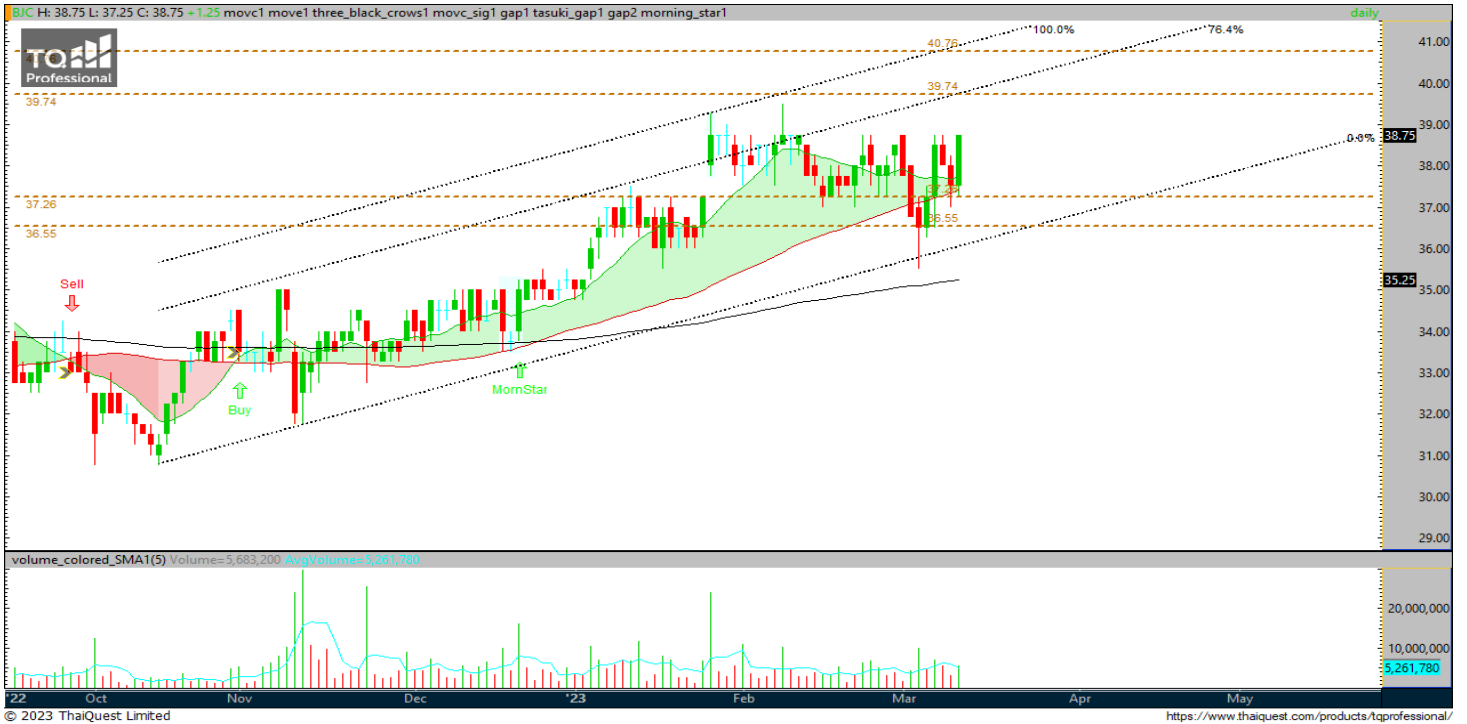 BJC H: 38.75 L: 37.25 C: 38.75 +1.25 movc1 move1 three_black_crows1 movc_sig1 gap1 tasuki_gap1 gap2 morning_star1
daily
TQ
Professional
100.0%
76.4%
40.76
41.00
40.00
39.74
39.74
39.00
0.0%
38.75
38.00
37.26
37.26
37.00
36.55
36.55
36.00
35.25
35.00
Sell
34.00
33.00
MornStar
Buy
32.00
31.00
30.00
29.00
volume_colored_SMA1(5) Volume=5,683,200 AvgVolume=5,261,780
20,000,000
10,000,000
5,261,780
'22 Oct Nov Dec '23 Feb Mar Apr May
© 2023 ThaiQuest Limited
https://www.thaiquest.com/products/tqprofessional/